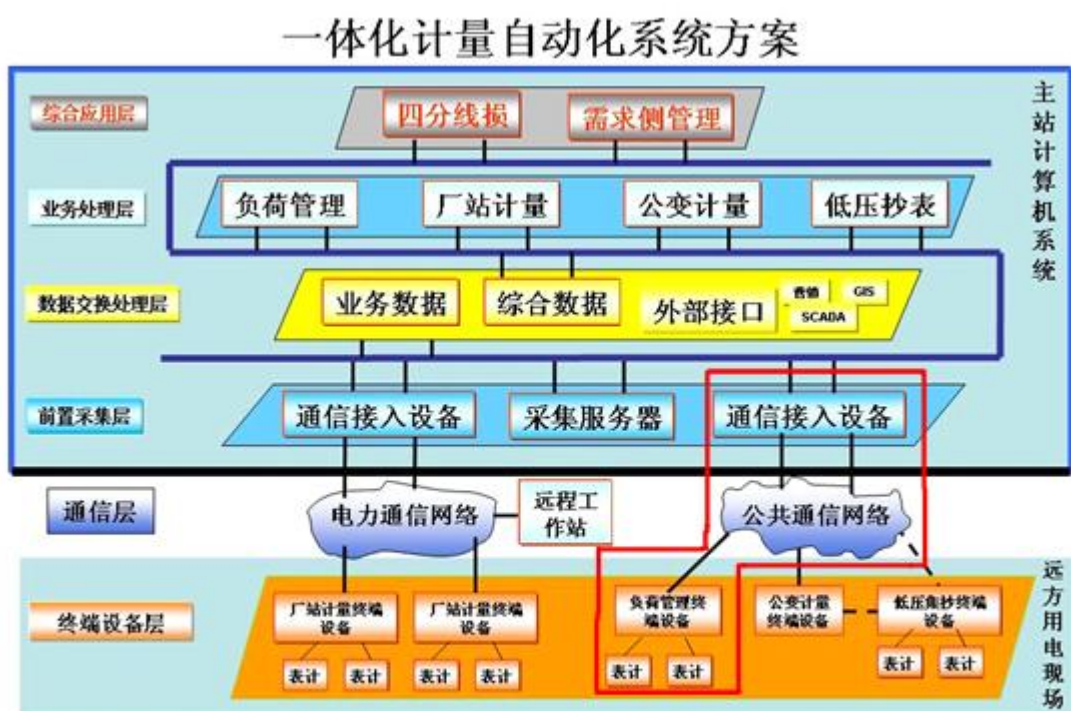 一体化计量自动化系统方案
主站计算机系统
综合应用层
四分线损
需求侧管理
业务处理层
负荷管理
厂站计量
公变计量
低压抄表
数据交换处理层
业务数据
综合数据
外部接口
营销
GIS
SCADA
前置采集层
通信接入设备
采集服务器
通信接入设备
通信层
电力通信网络
远程工
作站
公共通信网络
远方用电现场
终端设备层
厂站计量终端
设备
表计
表计
厂站计量终端
设备
表计
表计
负荷管理终
端设备
表计
表计
公变计量
终端设备
低压集抄终端
设备
表计
表计